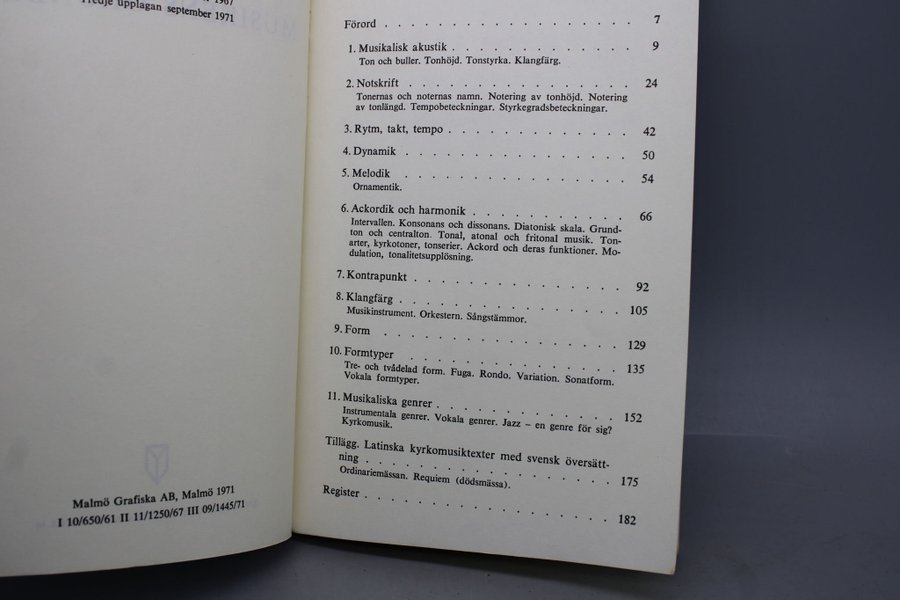 1967
Tredje upplagan september 1971
Malmö Grafiska AB, Malmö 1971
I 10/650/61 II 11/1250/67 III 09/1445/71
Förord . . . . . . . . . . . . . . . 7
1. Musikalisk akustik . . . . . . . . . . . . 9
Ton och buller. Tonhöjd. Tonstyrka. Klangfärg.
2. Notskrift . . . . . . . . . . . . . . 24
Tonernas och noternas namn. Notering av tonhöjd. Notering
av tonlängd. Tempobeteckningar. Styrkegradsbeteckningar.
3. Rytm, takt, tempo . . . . . . . . . . . . 42
4. Dynamik . . . . . . . . . . . . . . 50
5. Melodik . . . . . . . . . . . . . . 54
Ornamentik.
6. Ackordik och harmonik . . . . . . . . . . . 66
Intervallen. Konsonans och dissonans. Diatonisk skala. Grund-
ton och centralton. Tonal, atonal och fritonal musik. Ton-
arter, kyrkotoner, tonserier. Ackord och deras funktioner. Mo-
dulation, tonalitetsupplösning.
7. Kontrapunkt . . . . . . . . . . . . . 92
8. Klangfärg . . . . . . . . . . . . . . 105
Musikinstrument. Orkestern. Sångstämmor.
9. Form . . . . . . . . . . . . . . . 129
10. Formtyper . . . . . . . . . . . . . . 135
Tre- och tvådelad form. Fuga. Rondo. Variation. Sonatform.
Vokala formtyper.
11. Musikaliska genrer . . . . . . . . . . . . 152
Instrumentala genrer. Vokala genrer. Jazz – en genre för sig?
Kyrkomusik.
Tillägg. Latinska kyrkomusiktexter med svensk översätt-
ning . . . . . . . . . . . . . . . 175
Ordinariemässan. Requiem (dödsmässa).
Register . . . . . . . . . . . . . . . 182